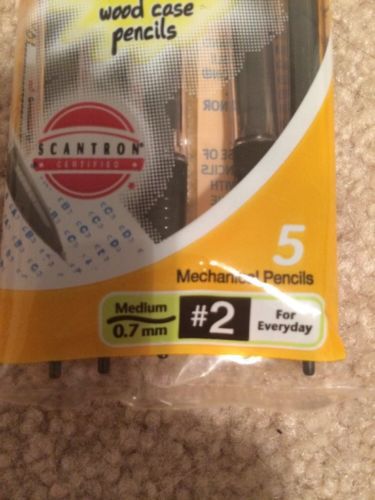 wood case
pencils
SCANTRON®
CERTIFIED
5
Mechanical Pencils
Medium
0.7 mm
#2
For
Everyday